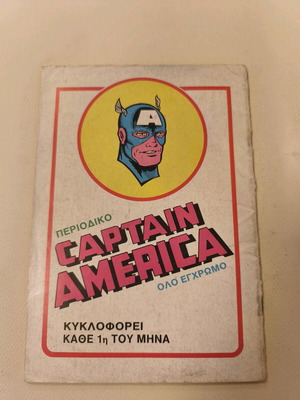 A
ΠΕΡΙΟΔΙΚΟ
CAPTAIN
AMERICA
ΟΛΟ ΕΓΧΡΩΜΟ
ΚΥΚΛΟΦΟΡΕΙ
ΚΑΘΕ 1η ΤΟΥ ΜΗΝΑ